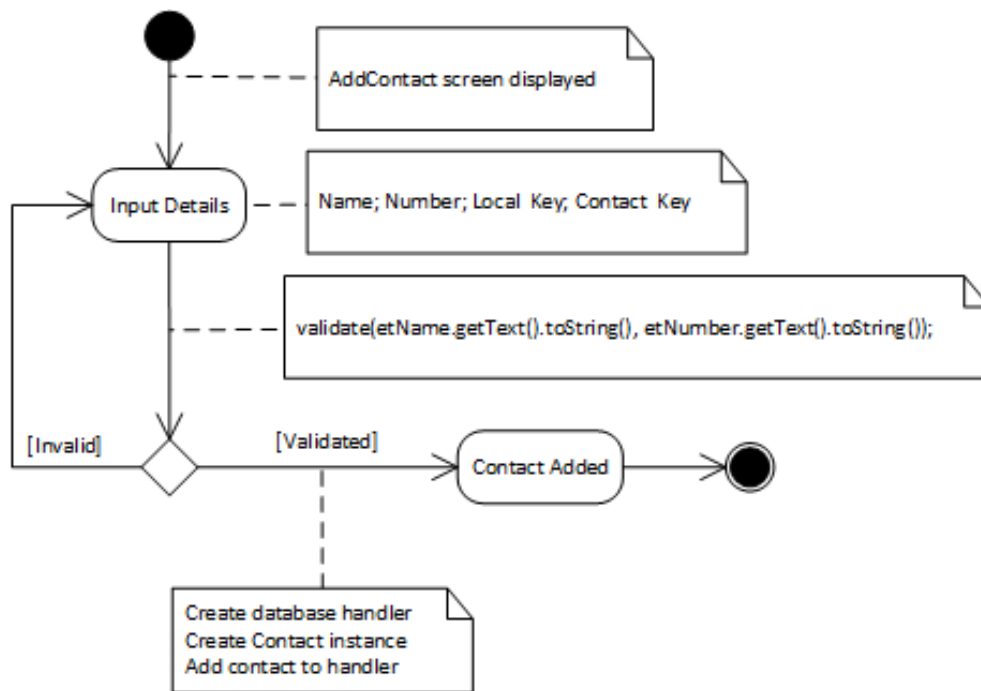 AddContact screen displayed
Input Details
Name; Number; Local Key; Contact Key
validate(etName.getText().toString(), etNumber.getText().toString());
[Invalid]
[Validated]
Contact Added
Create database handler
Create Contact instance
Add contact to handler